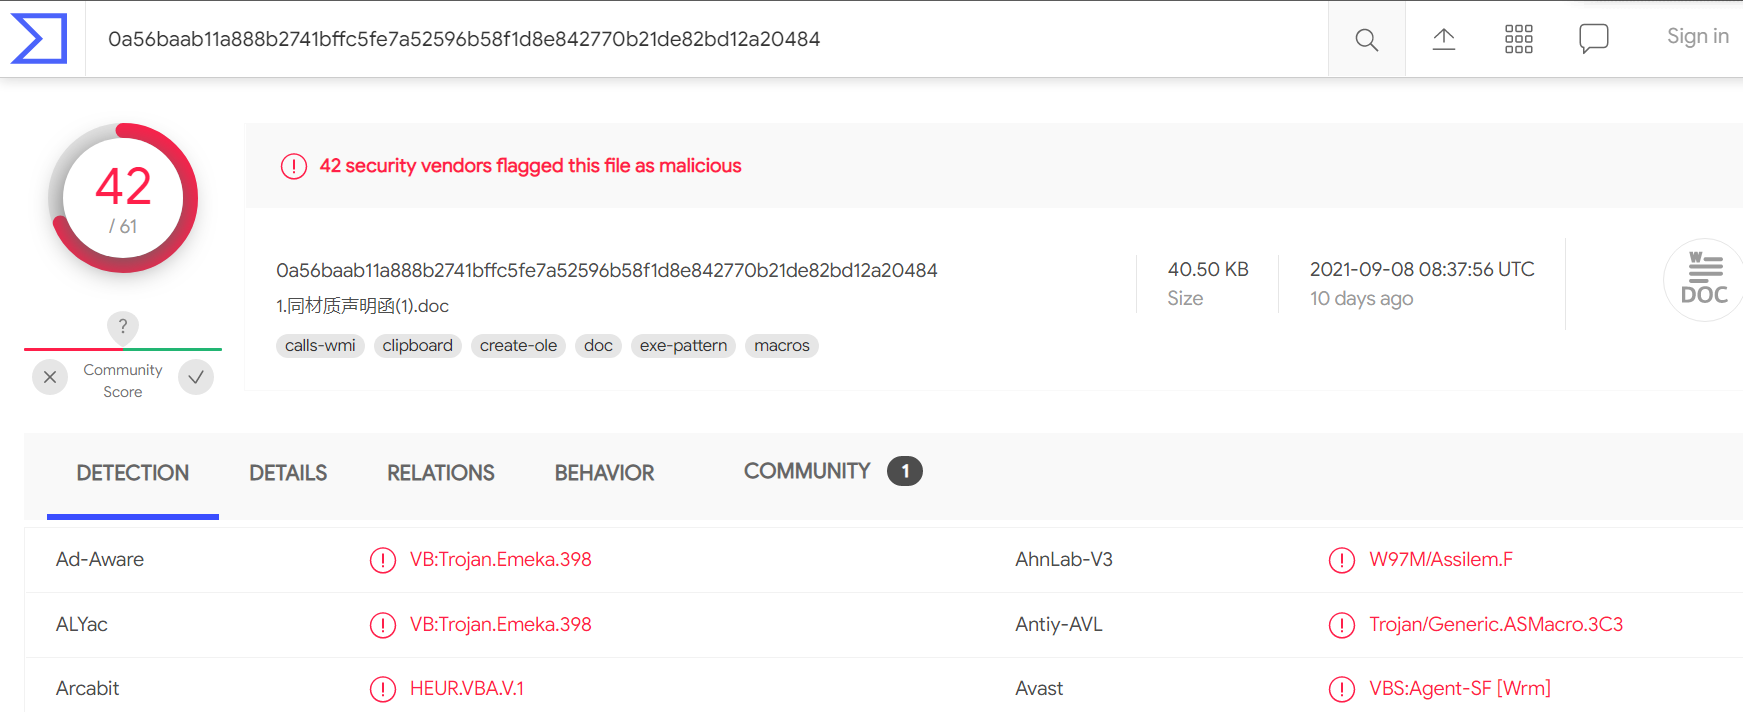 0a56baab11a888b2741bffc5fe7a52596b58f1d8e842770b21de82bd12a20484
Sign in
42
/ 61
42 security vendors flagged this file as malicious
0a56baab11a888b2741bffc5fe7a52596b58f1d8e842770b21de82bd12a20484
1.同材质声明函(1).doc
calls-wmi clipboard create-ole doc exe-pattern macros
40.50 KB
Size
2021-09-08 08:37:56 UTC
10 days ago
W
DOC
?
Community
Score
DETECTION DETAILS RELATIONS BEHAVIOR COMMUNITY 1
Ad-Aware VB:Trojan.Emeka.398 AhnLab-V3 W97M/Assilem.F
ALYac VB:Trojan.Emeka.398 Antiy-AVL Trojan/Generic.ASMacro.3C3
Arcabit HEUR.VBA.V.1 Avast VBS:Agent-SF [Wrm]